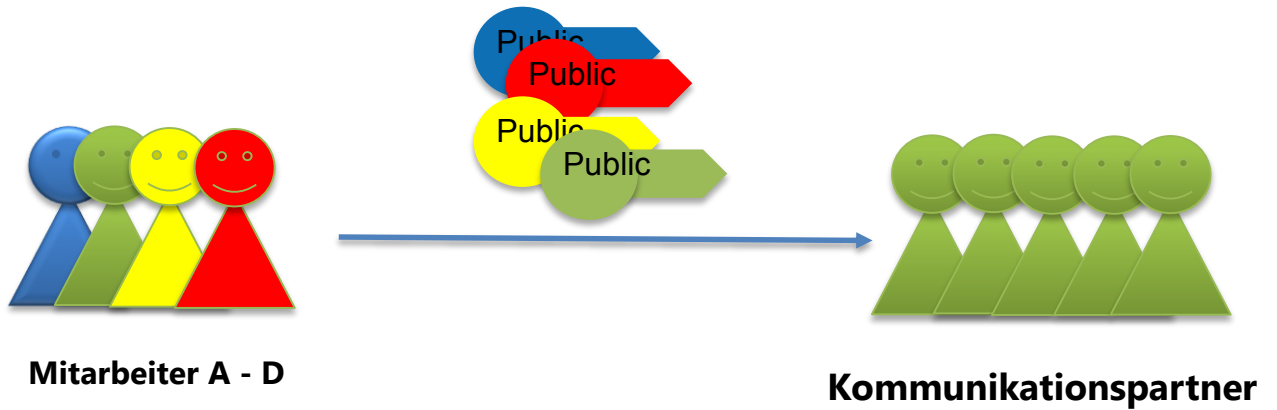 Public
Public
Public
Public
Mitarbeiter A - D
Kommunikationspartner